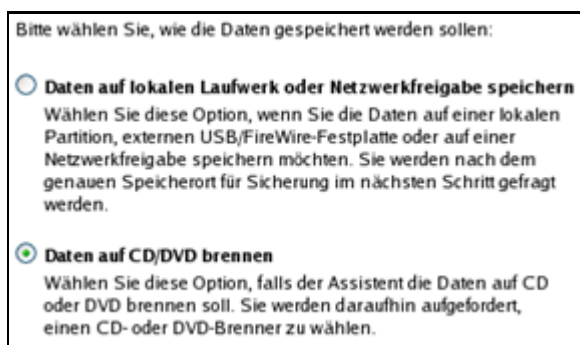 Bitte wählen Sie, wie die Daten gespeichert werden sollen:
Daten auf lokalen Laufwerk oder Netzwerkfreigabe speichern
Wählen Sie diese Option, wenn Sie die Daten auf einer lokalen
Partition, externen USB/FireWire-Festplatte oder auf einer
Netzwerkfreigabe speichern möchten. Sie werden nach dem
genauen Speicherort für Sicherung im nächsten Schritt gefragt
werden.
Daten auf CD/DVD brennen
Wählen Sie diese Option, falls der Assistent die Daten auf CD
oder DVD brennen soll. Sie werden daraufhin aufgefordert,
einen CD- oder DVD-Brenner zu wählen.